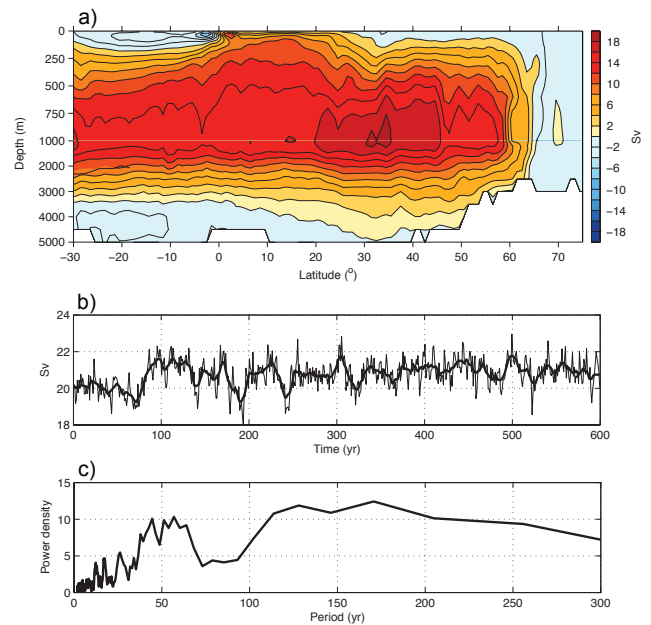 a)
0
250
500
750
1000
2000
3000
4000
5000
Depth (m)
−30 −20 −10 0 10 20 30 40 50 60 70
Latitude (o)
18
14
10
6
2
−2
−6
−10
−14
−18
Sv
b)
24
22
20
18
Sv
0 100 200 300 400 500 600
Time (yr)
c)
15
10
5
0
Power density
0 50 100 150 200 250 300
Period (yr)